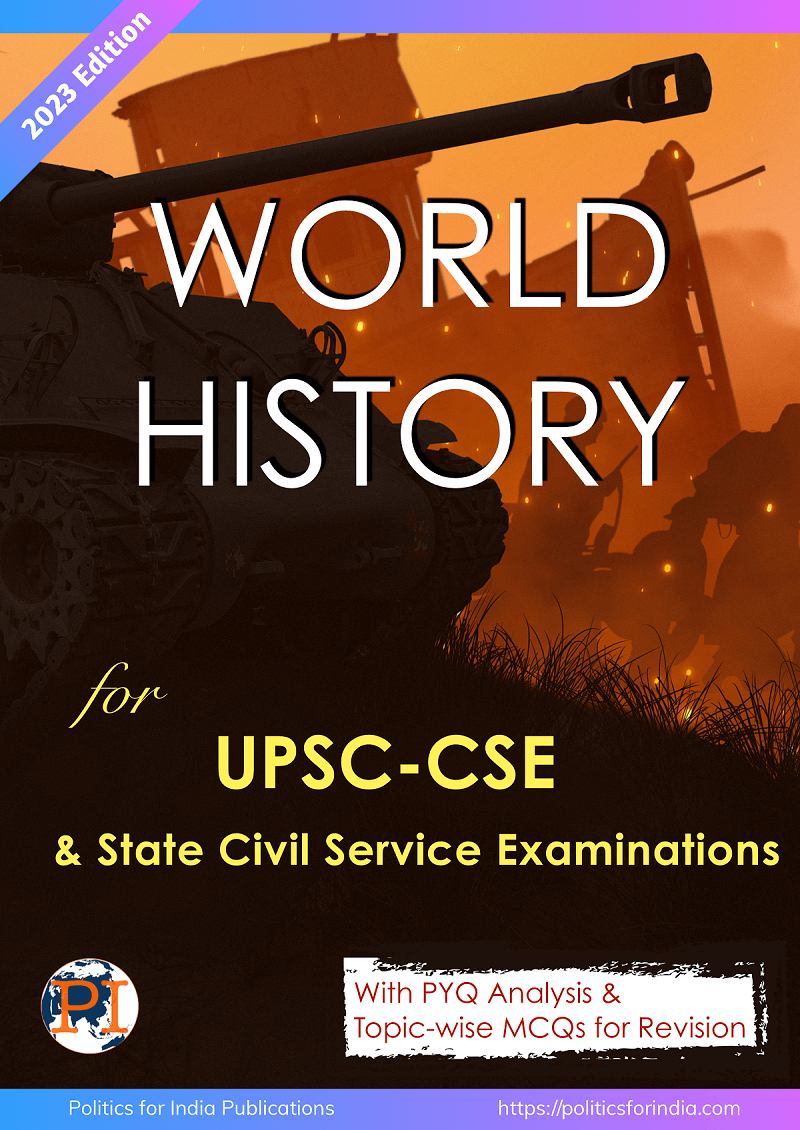 2023 Edition
WORLD
HISTORY
for
UPSC-CSE
& State Civil Service Examinations
PI
With PYQ Analysis &
Topic-wise MCQs for Revision
Politics for India Publications
https://politicsforindia.com